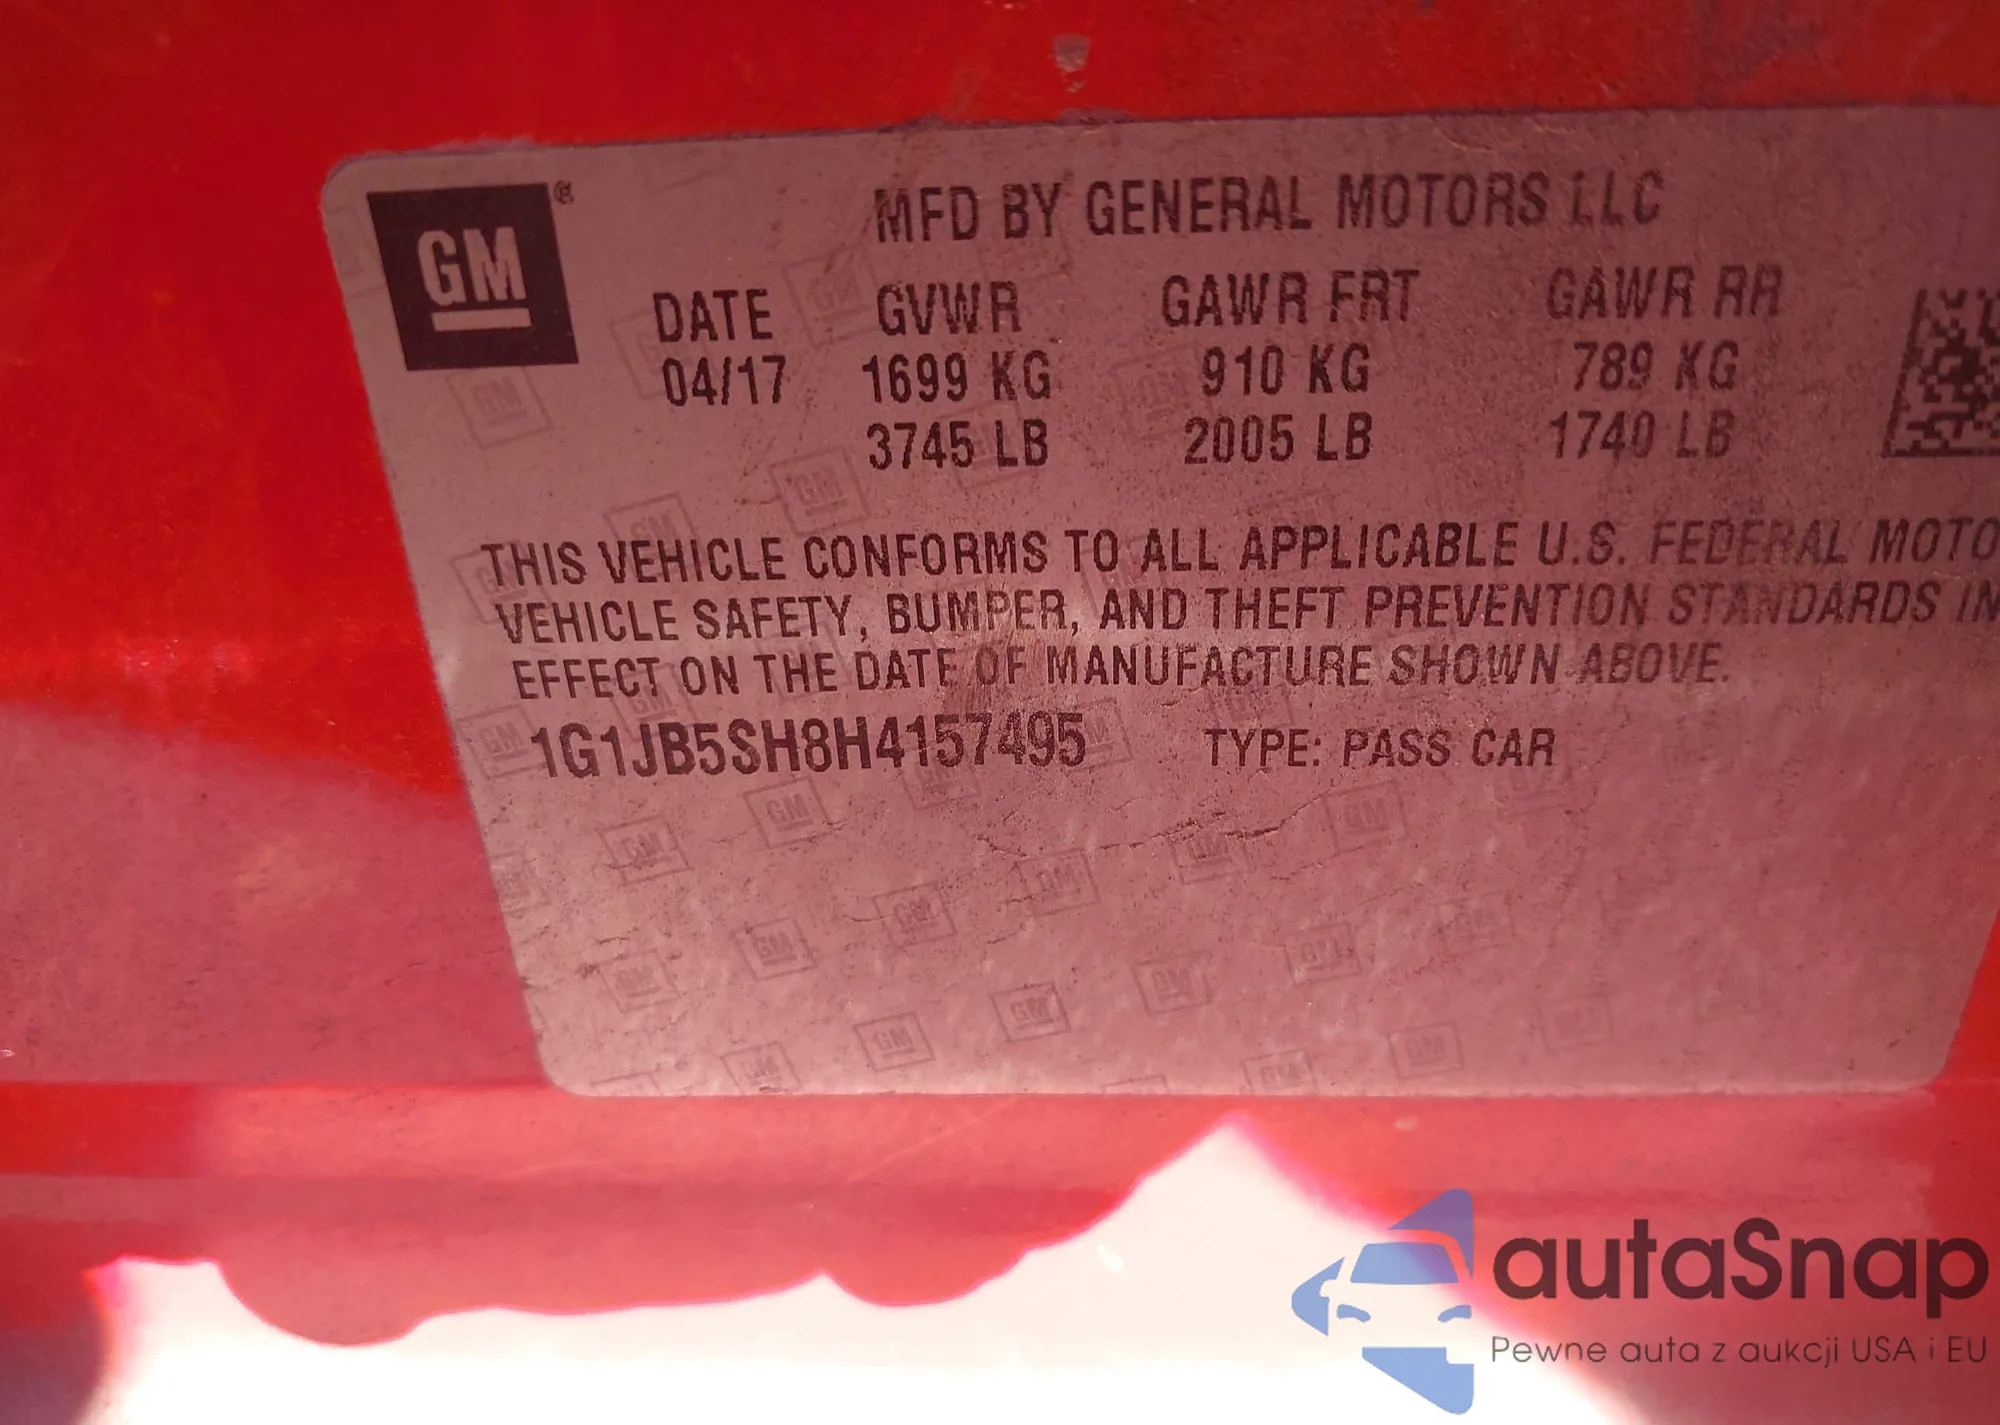 GM ®
MFD BY GENERAL MOTORS LLC
DATE GVWR GAWR FRT GAWR RR
04/17 1699 KG 910 KG 789 KG
3745 LB 2005 LB 1740 LB
THIS VEHICLE CONFORMS TO ALL APPLICABLE U.S. FEDERAL MOTO
VEHICLE SAFETY, BUMPER, AND THEFT PREVENTION STANDARDS IN
EFFECT ON THE DATE OF MANUFACTURE SHOWN ABOVE.
1G1JB5SH8H4157495 TYPE: PASS CAR
autaSnap
Pewne auta z aukcji USA i EU